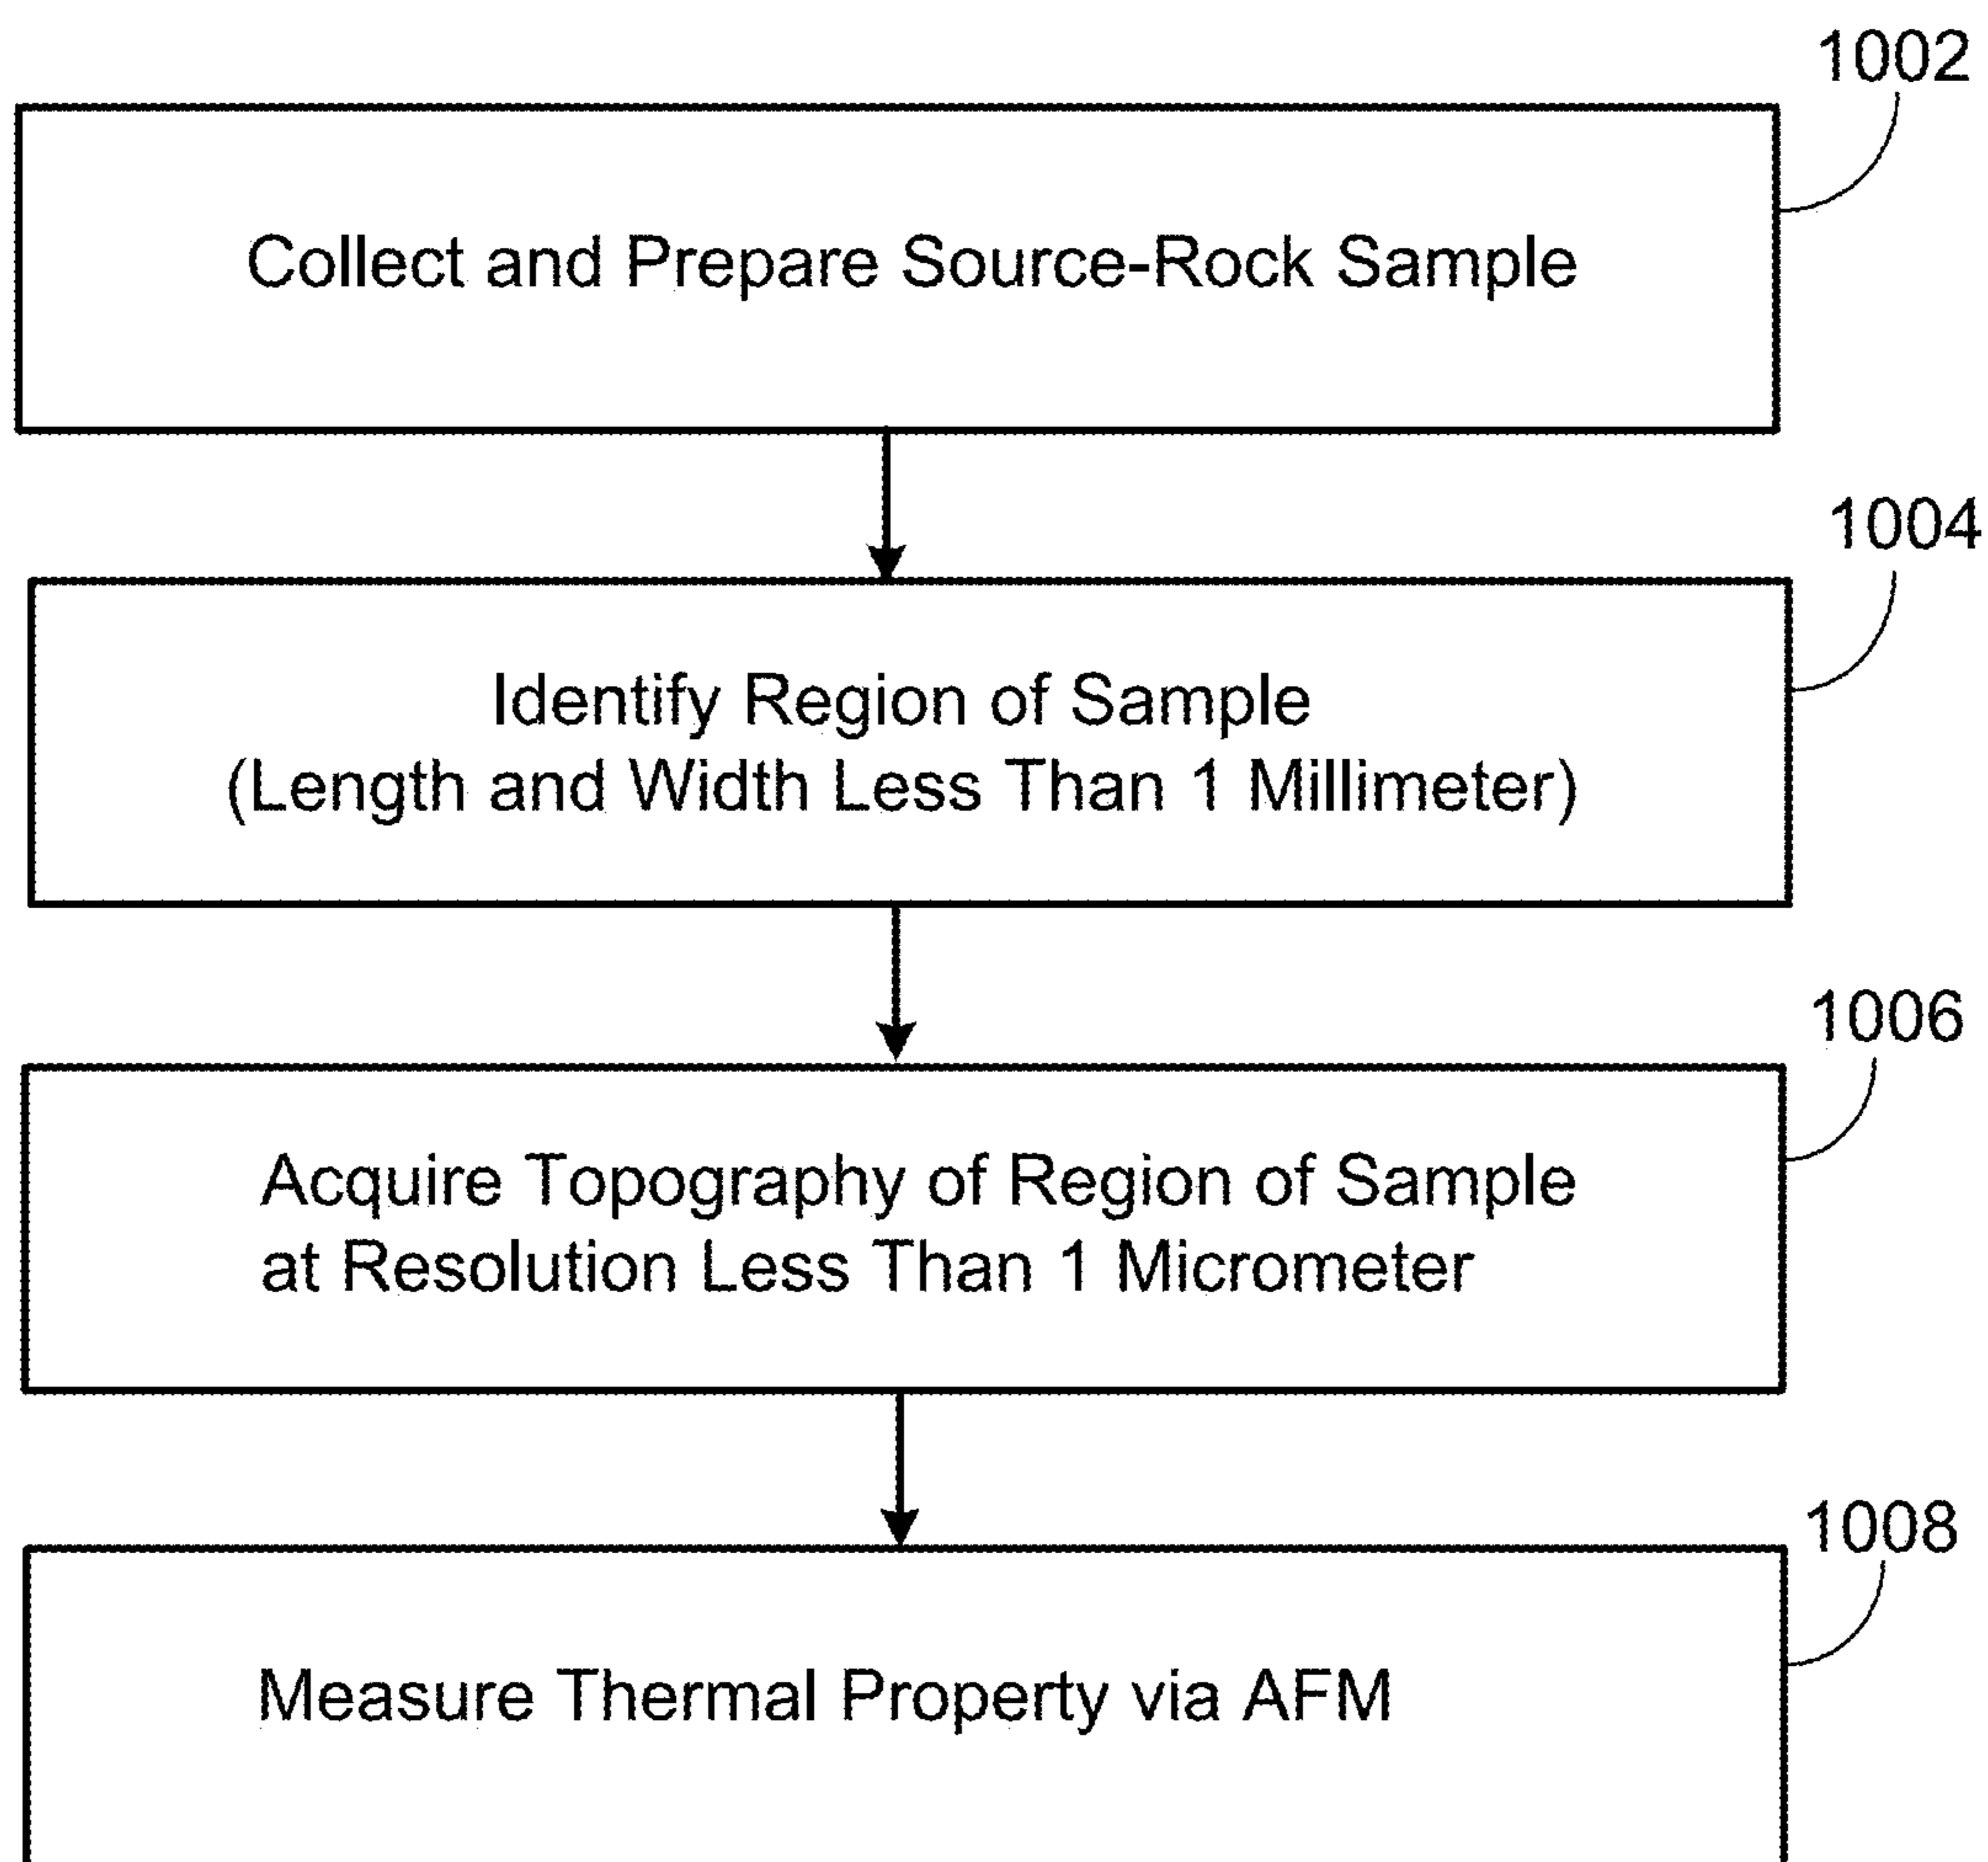 1002
Collect and Prepare Source-Rock Sample
1004
Identify Region of Sample
(Length and Width Less Than 1 Millimeter)
1006
Acquire Topography of Region of Sample
at Resolution Less Than 1 Micrometer
1008
Measure Thermal Property via AFM